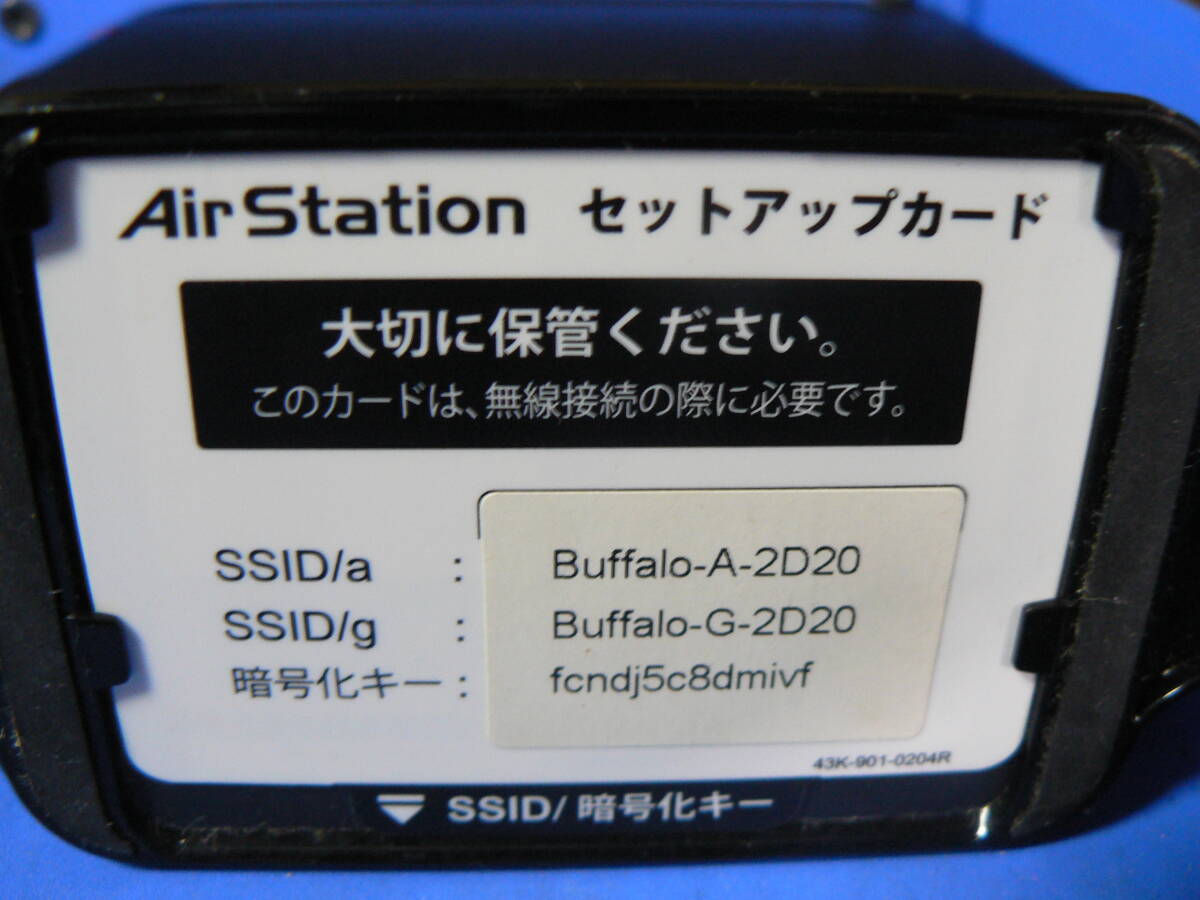 AirStation セットアップカード
大切に保管ください。
このカードは、無線接続の際に必要です。
SSID/a : Buffalo-A-2D20
SSID/g : Buffalo-G-2D20
暗号化キー : fcndj5c8dmivf
43K-901-0204R
SSID/ 暗号化キー